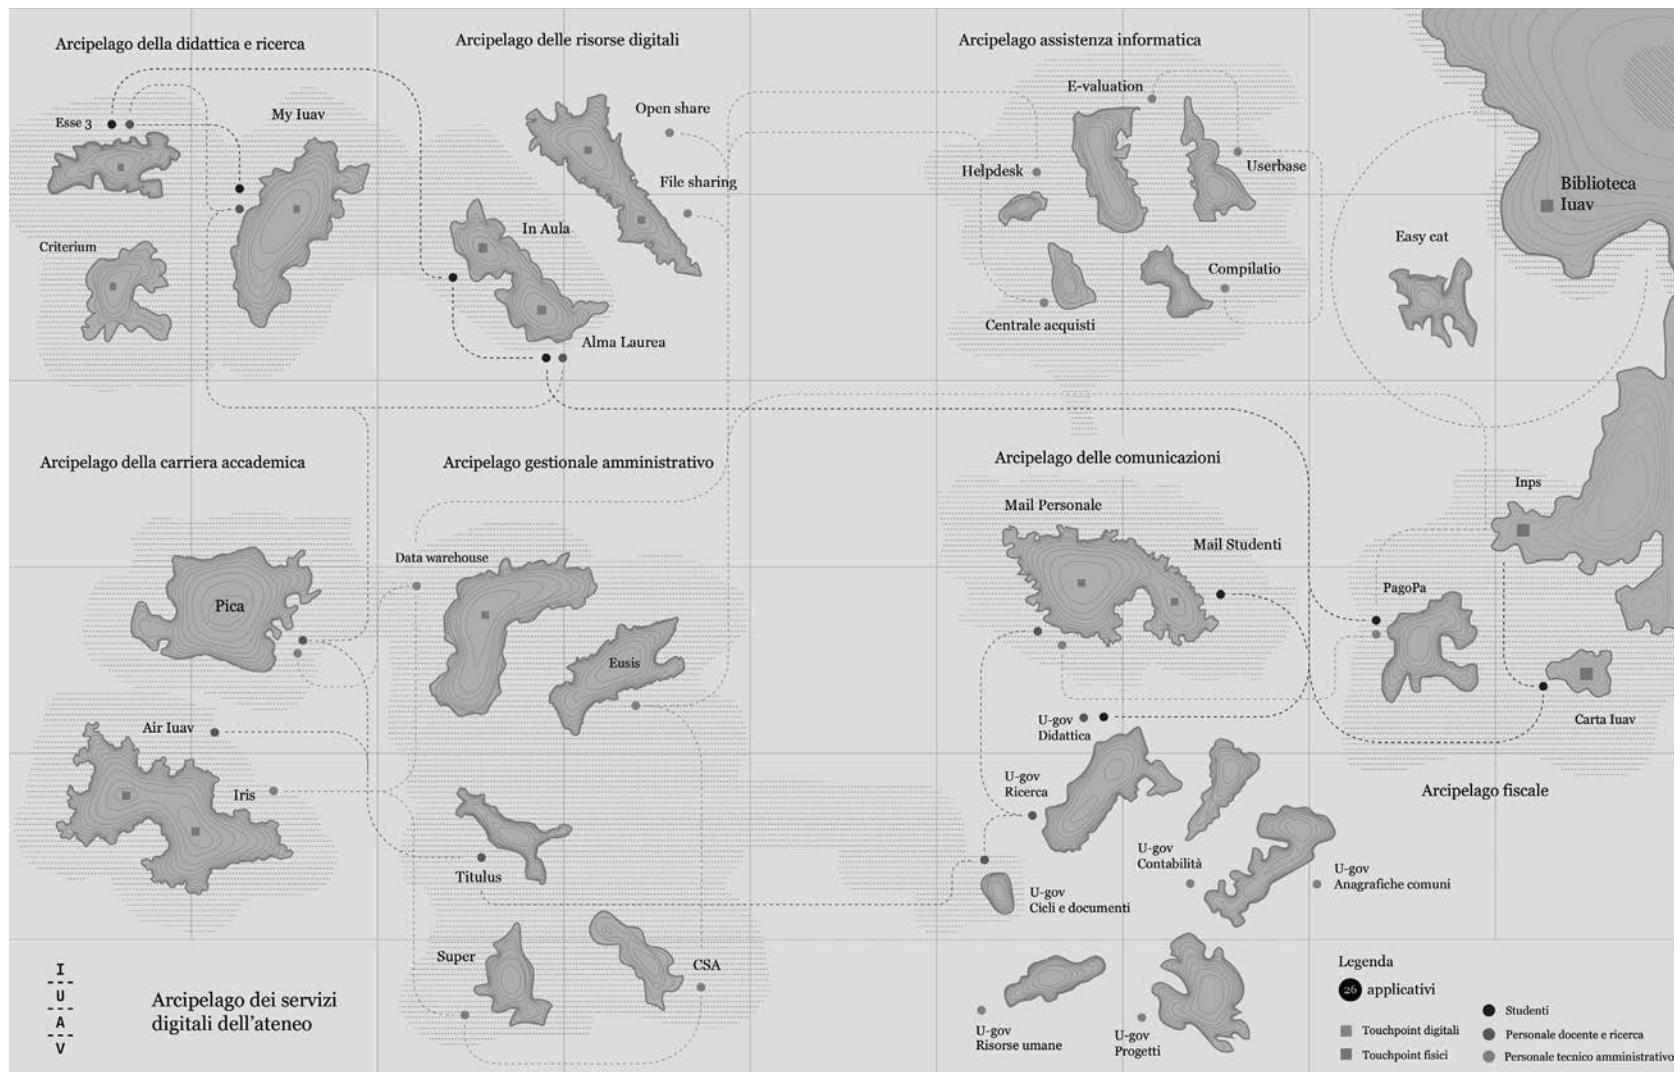 Arcipelago della didattica e ricerca
Arcipelago delle risorse digitali
Arcipelago assistenza informatica
Esse 3
My Iuav
Criterium
Open share
File sharing
In Aula
Alma Laurea
E-valuation
Helpdesk
Userbase
Centrale acquisti
Compilatio
Biblioteca
Iuav
Easy cat
Arcipelago della carriera accademica
Arcipelago gestionale amministrativo
Arcipelago delle comunicazioni
Pica
Air Iuav
Iris
Data warehouse
Eusis
Titulus
Super
CSA
Mail Personale
Mail Studenti
Inps
PagoPa
Carta Iuav
Arcipelago fiscale
U-gov
Didattica
U-gov
Ricerca
U-gov
Contabilità
U-gov
Anagrafiche comuni
U-gov
Cicli e documenti
U-gov
Risorse umane
U-gov
Progetti
I
U
A
V
Arcipelago dei servizi
digitali dell'ateneo
Legenda
26 applicativi
Touchpoint digitali
Touchpoint fisici
Studenti
Personale docente e ricerca
Personale tecnico amministrativo